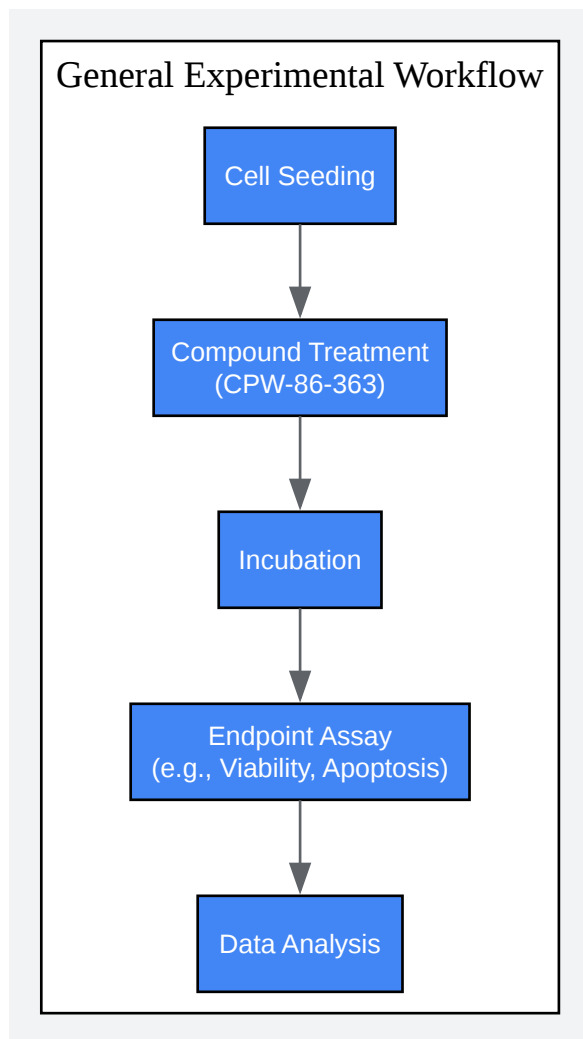 General Experimental Workflow
Cell Seeding
Compound Treatment
(CPW-86-363)
Incubation
Endpoint Assay
(e.g., Viability, Apoptosis)
Data Analysis